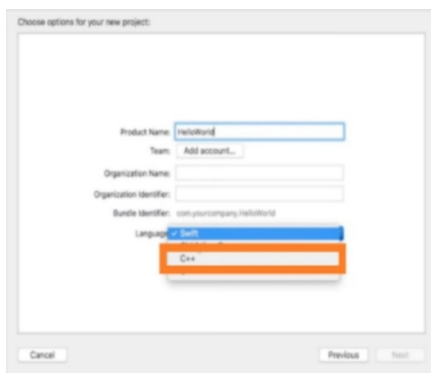 Choose options for your new project:
Product Name: HelloWorld
Team: Add account...
Organization Name:
Organization Identifier:
Bundle Identifier: com.yourcompany.HelloWorld
Language ✓ Swift
C++
Cancel Previous Next